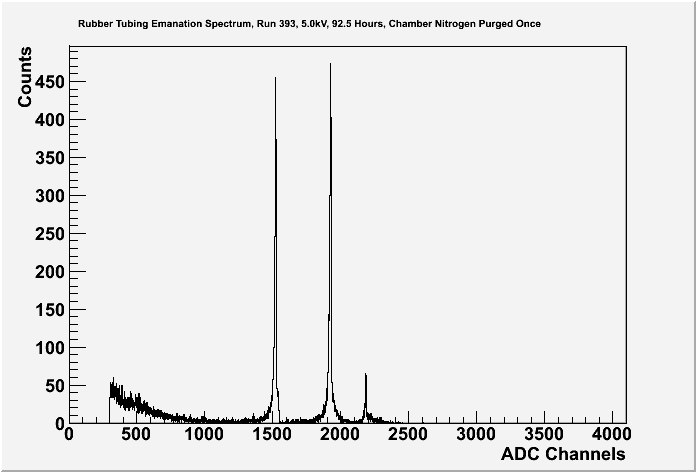 Rubber Tubing Emanation Spectrum, Run 393, 5.0kV, 92.5 Hours, Chamber Nitrogen Purged Once
Counts
450
400
350
300
250
200
150
100
50
0
0 500 1000 1500 2000 2500 3000 3500 4000
ADC Channels